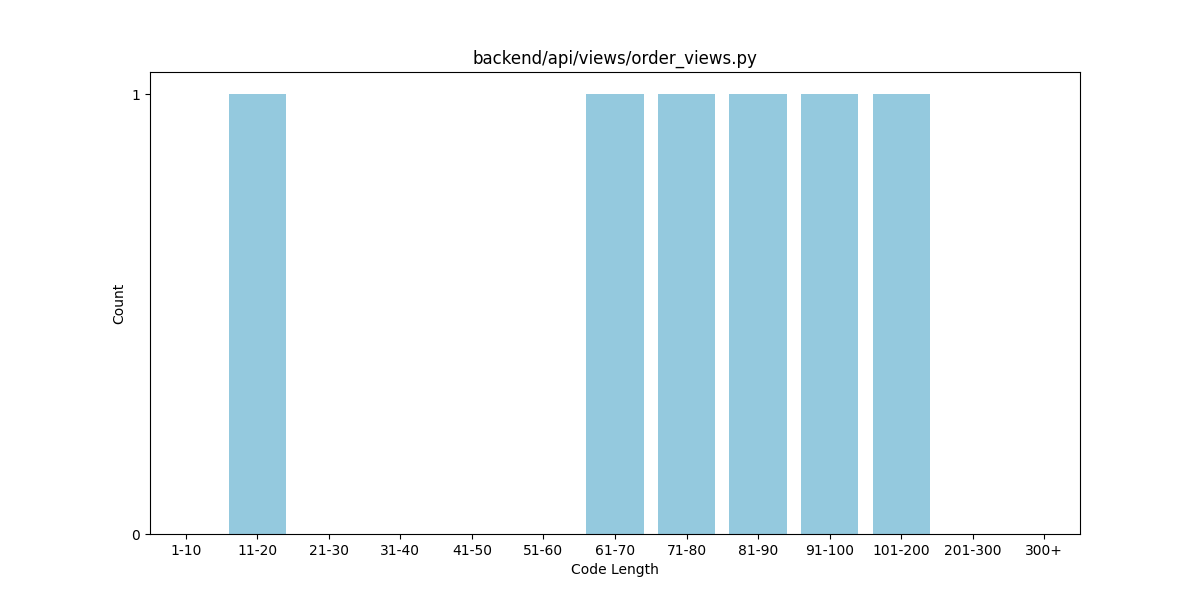 backend/api/views/order_views.py
1
Count
0
1-10 11-20 21-30 31-40 41-50 51-60 61-70 71-80 81-90 91-100 101-200 201-300 300+
Code Length